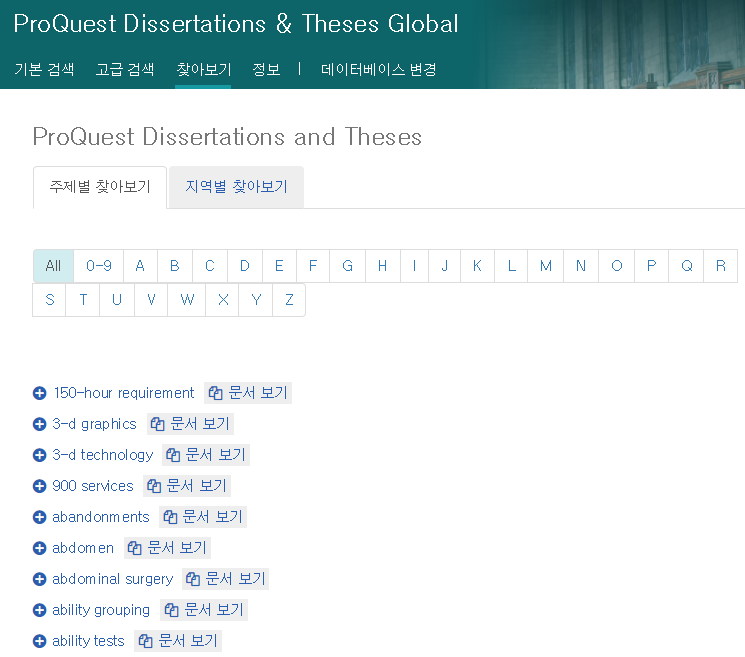 ProQuest Dissertations & Theses Global
기본 검색 고급 검색 찾아보기 정보 | 데이터베이스 변경
ProQuest Dissertations and Theses
주제별 찾아보기 지역별 찾아보기
All 0-9 A B C D E F G H I J K L M N O P Q R
S T U V W X Y Z
150-hour requirement 문서 보기
3-d graphics 문서 보기
3-d technology 문서 보기
900 services 문서 보기
abandonments 문서 보기
abdomen 문서 보기
abdominal surgery 문서 보기
ability grouping 문서 보기
ability tests 문서 보기